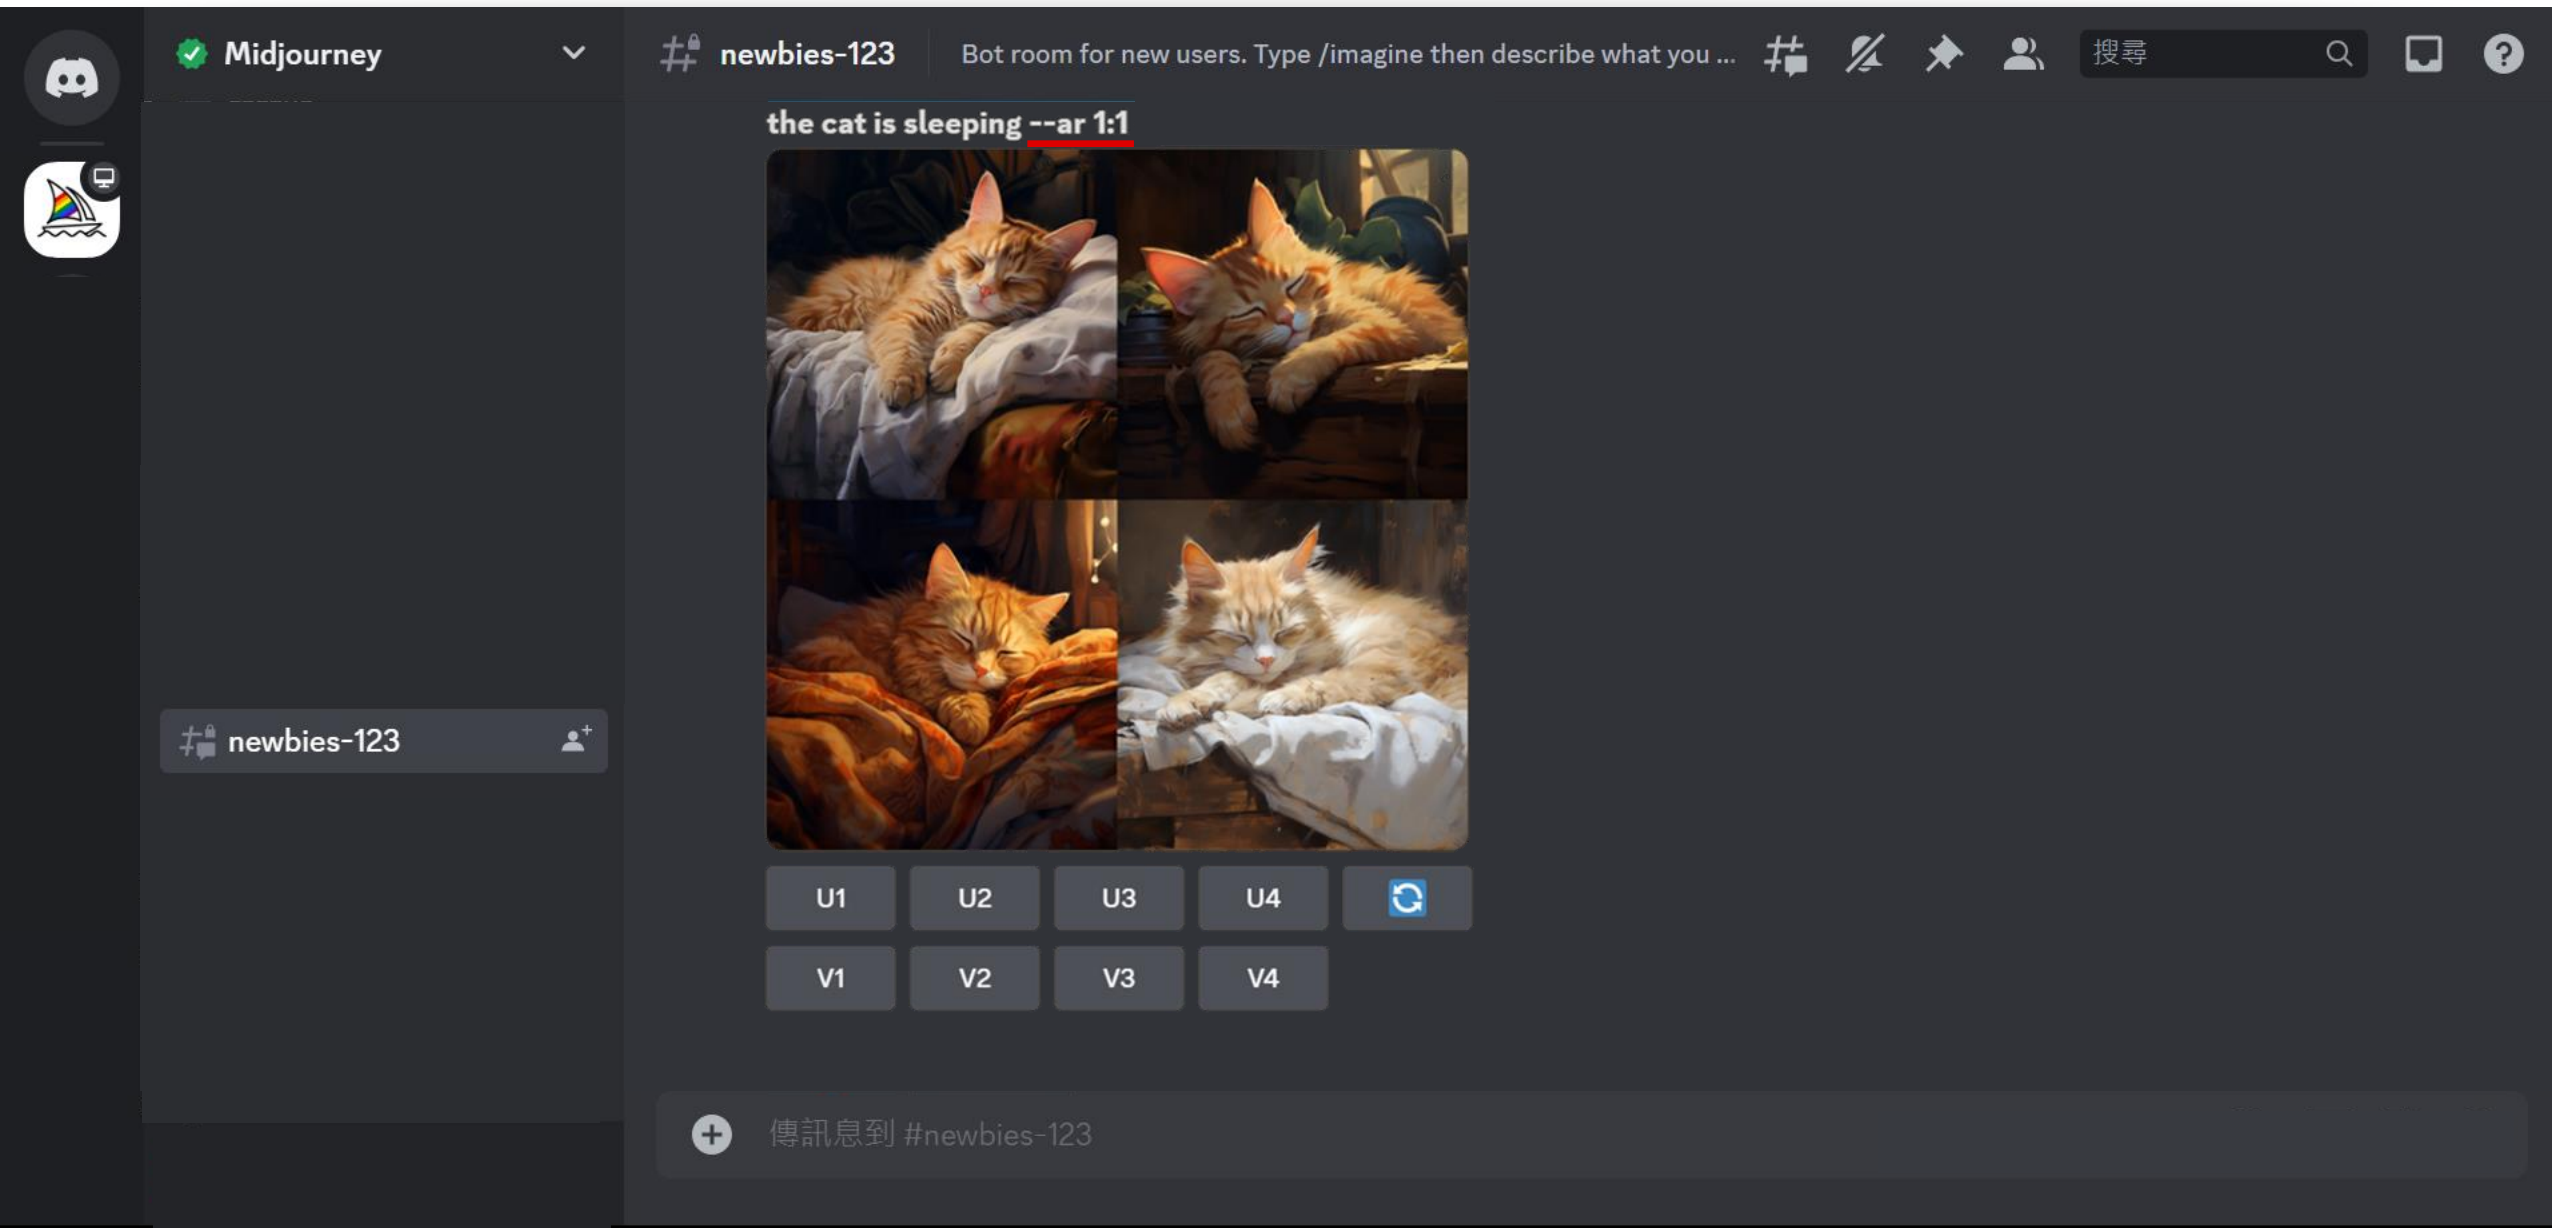 Midjourney
newbies-123
Bot room for new users. Type /imagine then describe what you ...
搜尋
the cat is sleeping --ar 1:1
newbies-123
U1
U2
U3
U4
V1
V2
V3
V4
傳訊息到 #newbies-123